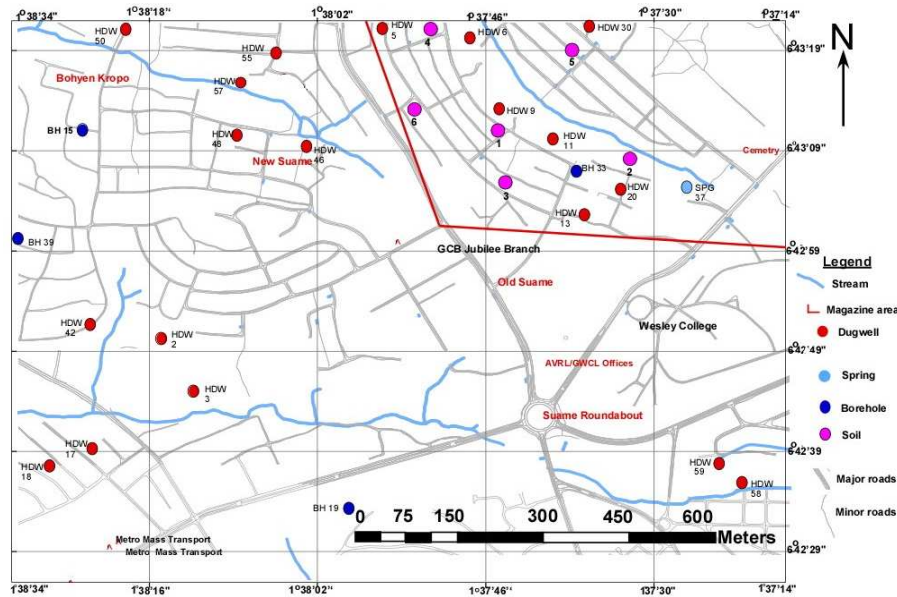 1°38'34"
1°38'18"
1°38'02"
1°37'46"
1°37'30"
1°37'14"
HDW
50
HDW
5
4
HDW 6
HDW 30
HDW
55
5
6°43'19"
N
Bohyen Kropo
HDW
57
6
HDW 9
BH 15
HDW
48
1
HDW
11
HDW
46
New Suame
Cemetry
6°43'09"
2
BH 33
3
HDW
20
SPG
37
HDW
13
BH 39
GCB Jubilee Branch
6°42'59"
Legend
Old Suame
Stream
Magazine area
HDW
42
HDW
2
Wesley College
Dugwell
6°42'49"
AVRL/GWCL Offices
Spring
HDW
3
Borehole
Suame Roundabout
Soil
HDW
17
6°42'39"
HDW
18
HDW
59
Major roads
HDW
58
BH 19
0 75 150 300 450 600
Meters
Minor roads
Metro Mass Transport
Metro Mass Transport
6°42'29"
1°38'34"
1°38'16"
1°38'02"
1°37'46"
1°37'30"
1°37'14"